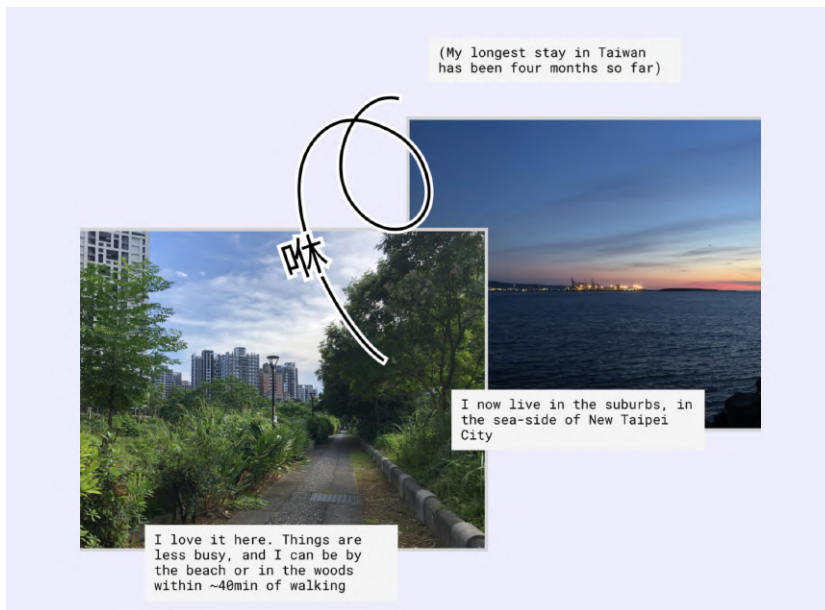 (My longest stay in Taiwan
has been four months so far)
咻
I now live in the suburbs, in
the sea-side of New Taipei
City
I love it here. Things are
less busy, and I can be by
the beach or in the woods
within ~40min of walking